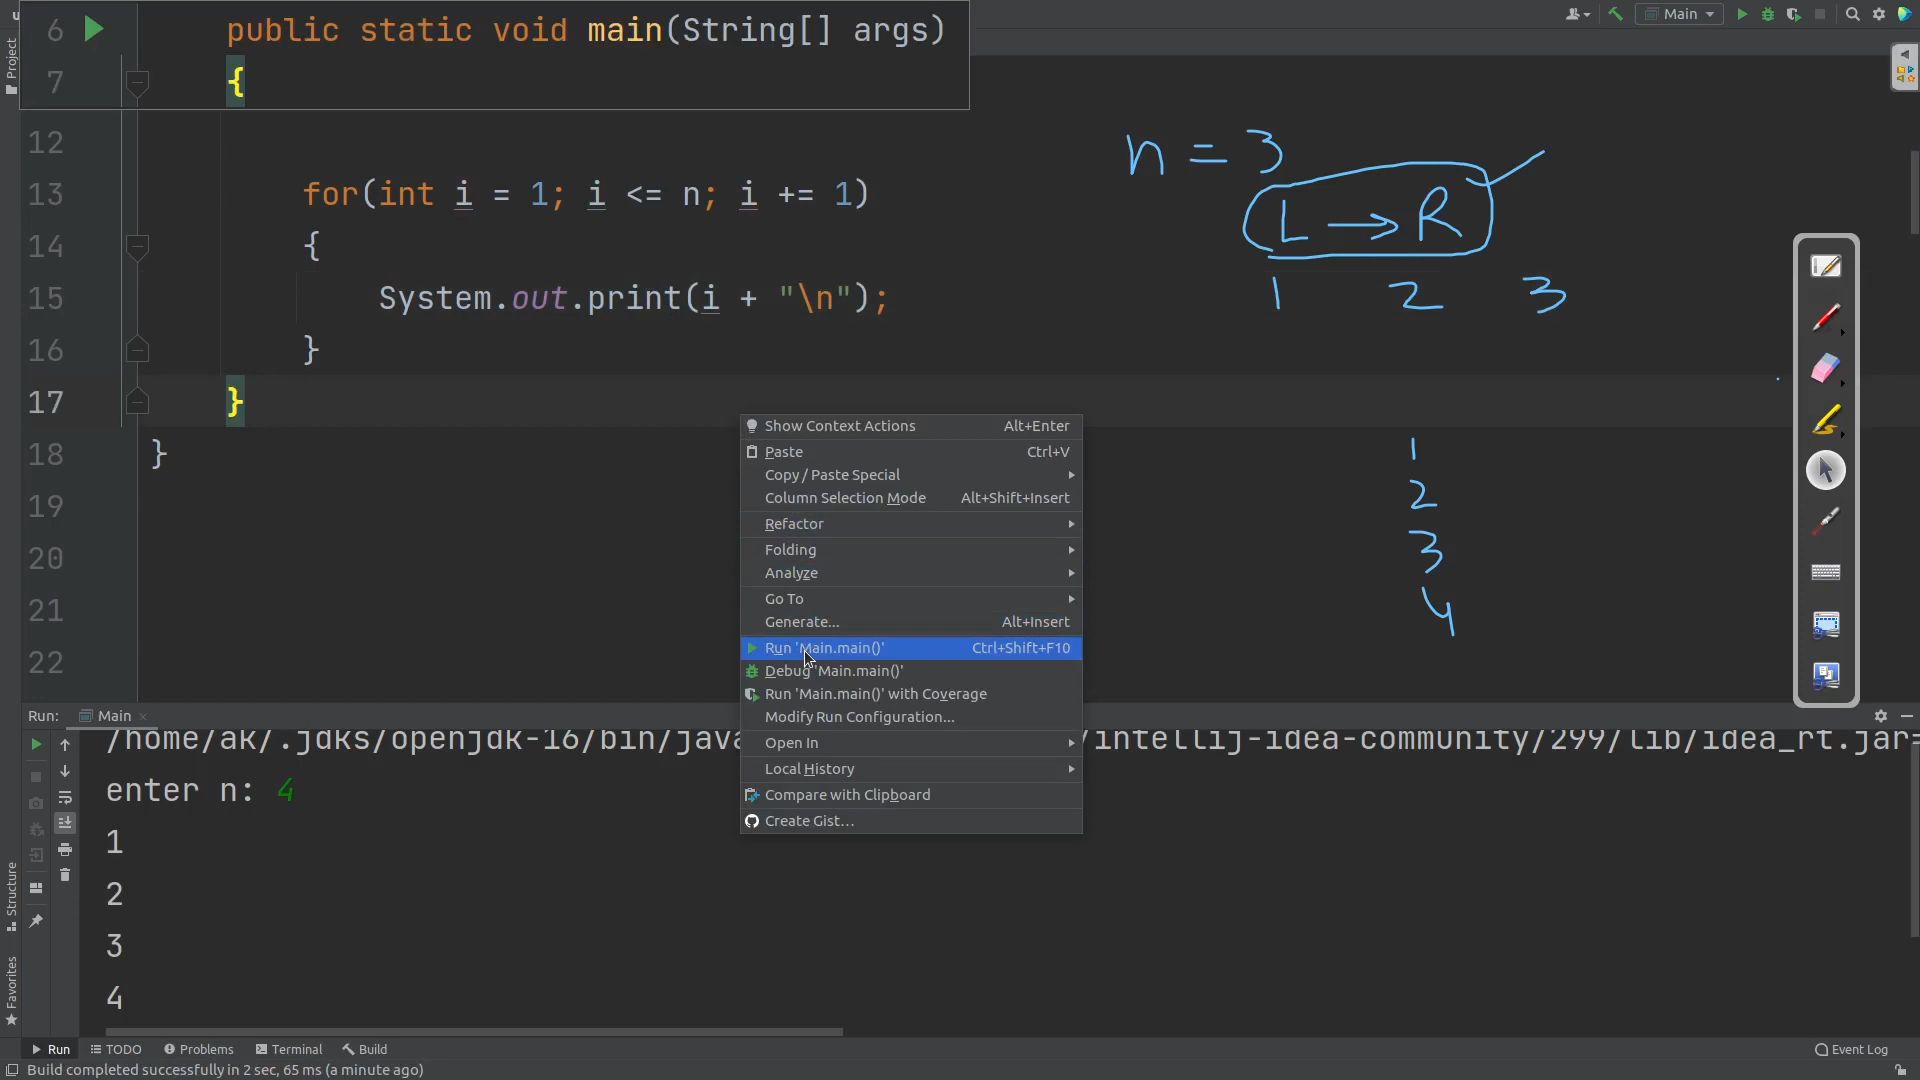 Main
Project
6 public static void main(String[] args)
7 {
12
13 for(int i = 1; i <= n; i += 1)
14 {
15 System.out.print(i + "\n");
16 }
17 }
18 }
19
20
21
22
n = 3
L → R
1 2 3
1
2
3
4
Show Context Actions Alt+Enter
Paste Ctrl+V
Copy / Paste Special
Column Selection Mode Alt+Shift+Insert
Refactor
Folding
Analyze
Go To
Generate... Alt+Insert
Run 'Main.main()' Ctrl+Shift+F10
Debug 'Main.main()'
Run 'Main.main()' with Coverage
Modify Run Configuration...
Open In
Local History
Compare with Clipboard
Create Gist...
Run: Main
/home/ak/.jdks/openjdk-16/bin/java /intellij-idea-community/299/lib/idea_rt.jar=
enter n: 4
1
2
3
4
Structure
Favorites
Run TODO Problems Terminal Build Event Log
Build completed successfully in 2 sec, 65 ms (a minute ago)